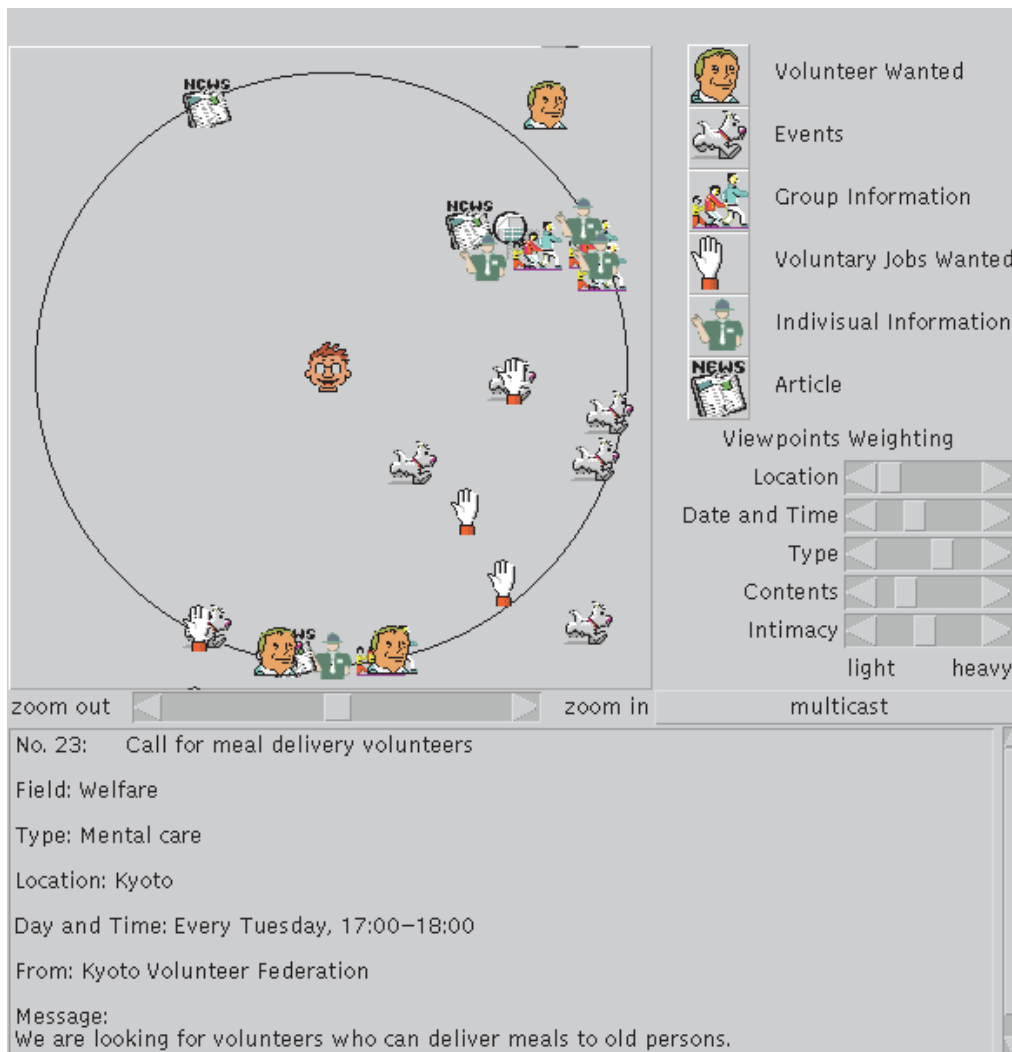 NEWS
Volunteer Wanted
Events
NEWS
Group Information
Voluntary Jobs Wanted
Indivisual Information
NEWS
Article
Viewpoints Weighting
Location
Date and Time
Type
Contents
Intimacy
light heavy
zoom out zoom in multicast
No. 23: Call for meal delivery volunteers
Field: Welfare
Type: Mental care
Location: Kyoto
Day and Time: Every Tuesday, 17:00–18:00
From: Kyoto Volunteer Federation
Message:
We are looking for volunteers who can deliver meals to old persons.